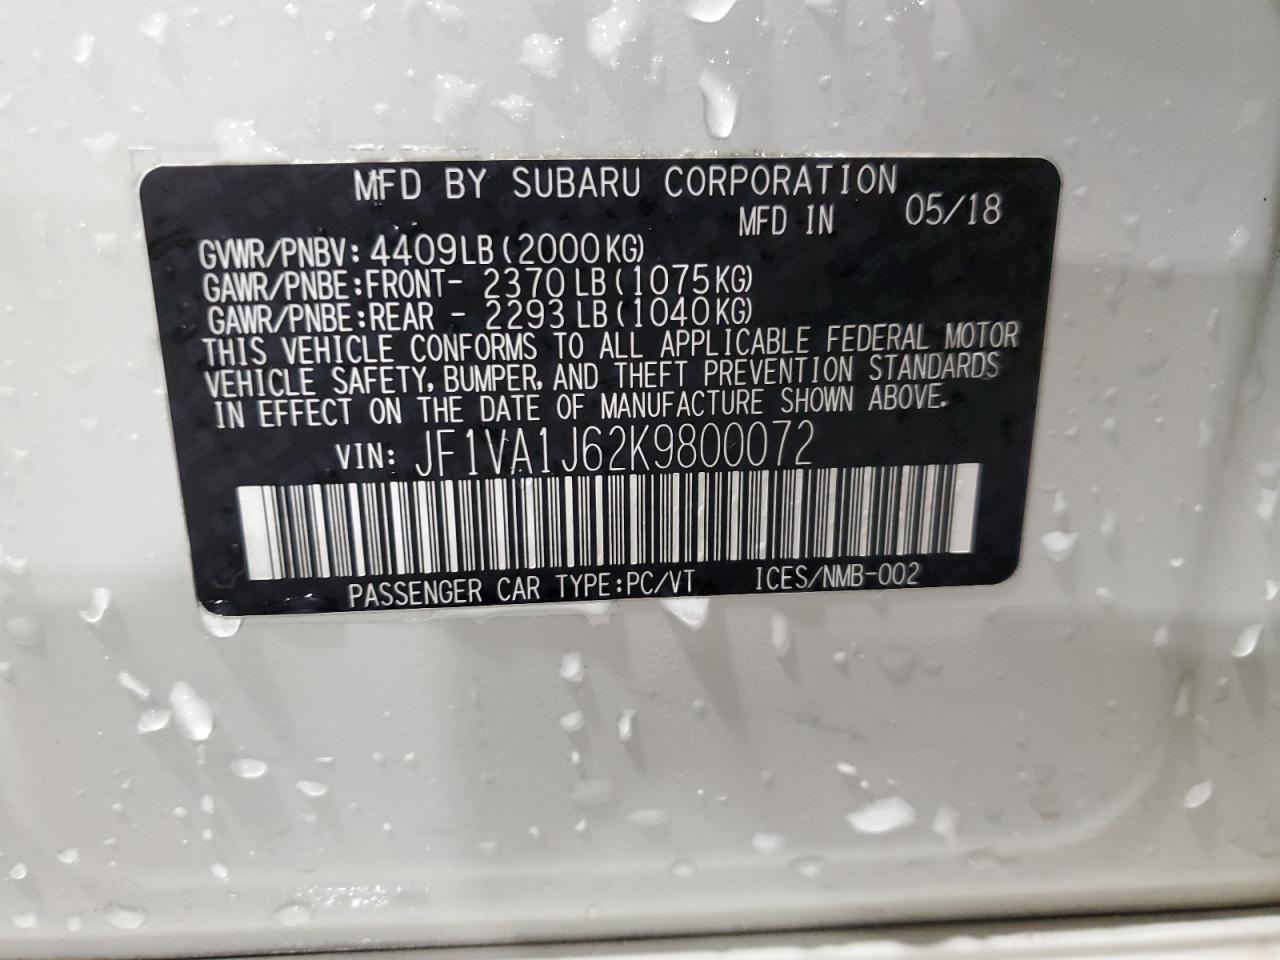 MFD BY SUBARU CORPORATION
MFD IN 05/18
GVWR/PNBV: 4409LB (2000KG)
GAWR/PNBE:FRONT- 2370LB (1075KG)
GAWR/PNBE:REAR - 2293LB (1040KG)
THIS VEHICLE CONFORMS TO ALL APPLICABLE FEDERAL MOTOR
VEHICLE SAFETY, BUMPER, AND THEFT PREVENTION STANDARDS
IN EFFECT ON THE DATE OF MANUFACTURE SHOWN ABOVE.
VIN: JF1VA1J62K9800072
PASSENGER CAR TYPE:PC/VT ICES/NMB-002